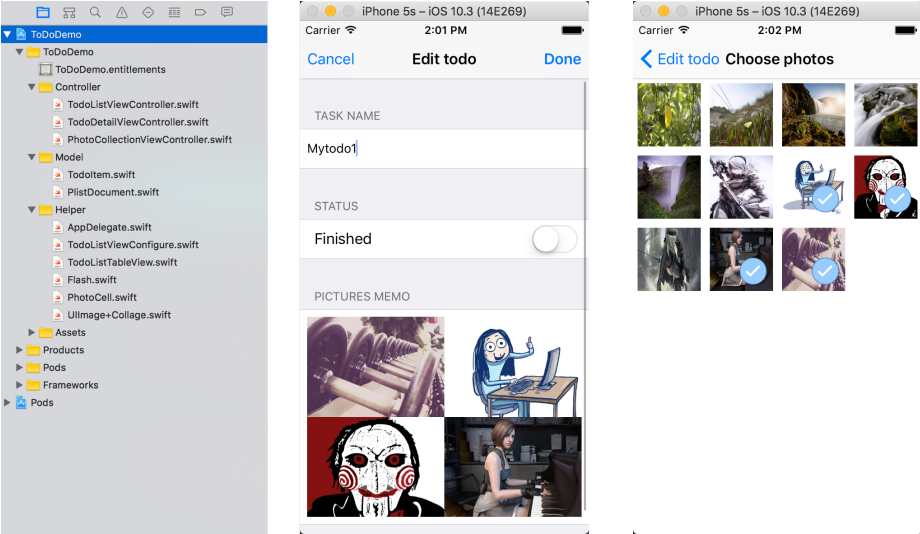 ToDoDemo
ToDoDemo
ToDoDemo.entitlements
Controller
TodoListViewController.swift
TodoDetailViewController.swift
PhotoCollectionViewController.swift
Model
TodoItem.swift
PlistDocument.swift
Helper
AppDelegate.swift
TodoListViewConfigure.swift
TodoListTableView.swift
Flash.swift
PhotoCell.swift
UIImage+Collage.swift
Assets
Products
Pods
Frameworks
Pods
iPhone 5s – iOS 10.3 (14E269)
Carrier 2:01 PM
Cancel Edit todo Done
TASK NAME
Mytodo1
STATUS
Finished
PICTURES MEMO
iPhone 5s – iOS 10.3 (14E269)
Carrier 2:02 PM
Edit todo Choose photos